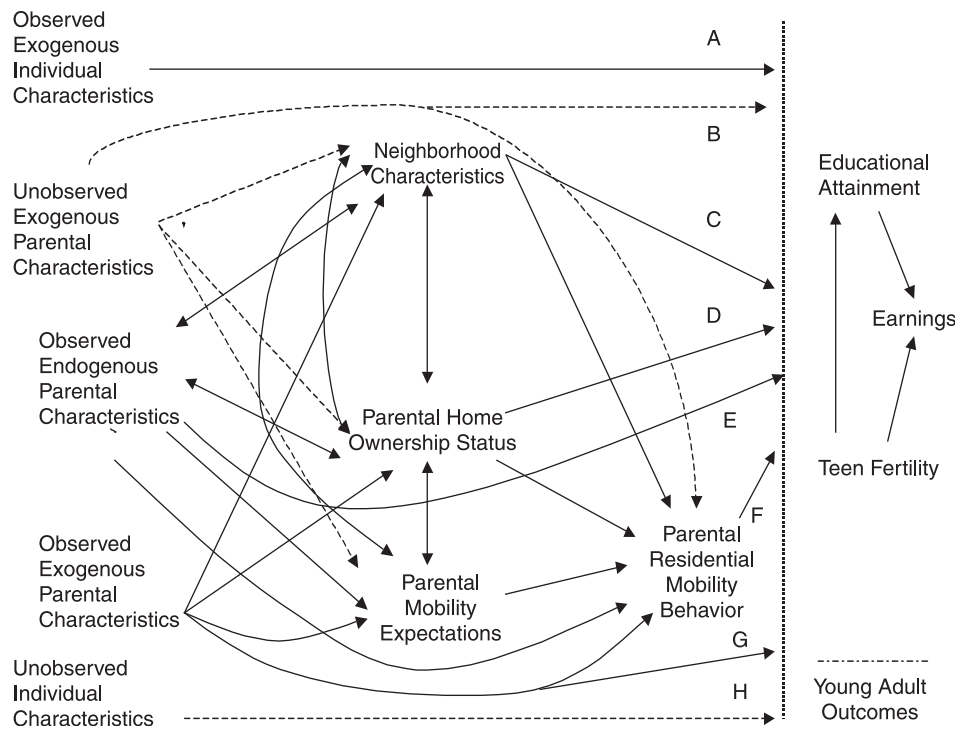 Observed
Exogenous
Individual
Characteristics
A
B
Unobserved
Exogenous
Parental
Characteristics
Neighborhood
Characteristics
C
Educational
Attainment
D
Earnings
Observed
Endogenous
Parental
Characteristics
Parental Home
Ownership Status
E
Teen Fertility
F
Observed
Exogenous
Parental
Characteristics
Parental
Mobility
Expectations
Parental
Residential
Mobility
Behavior
G
Unobserved
Individual
Characteristics
H
Young Adult
Outcomes